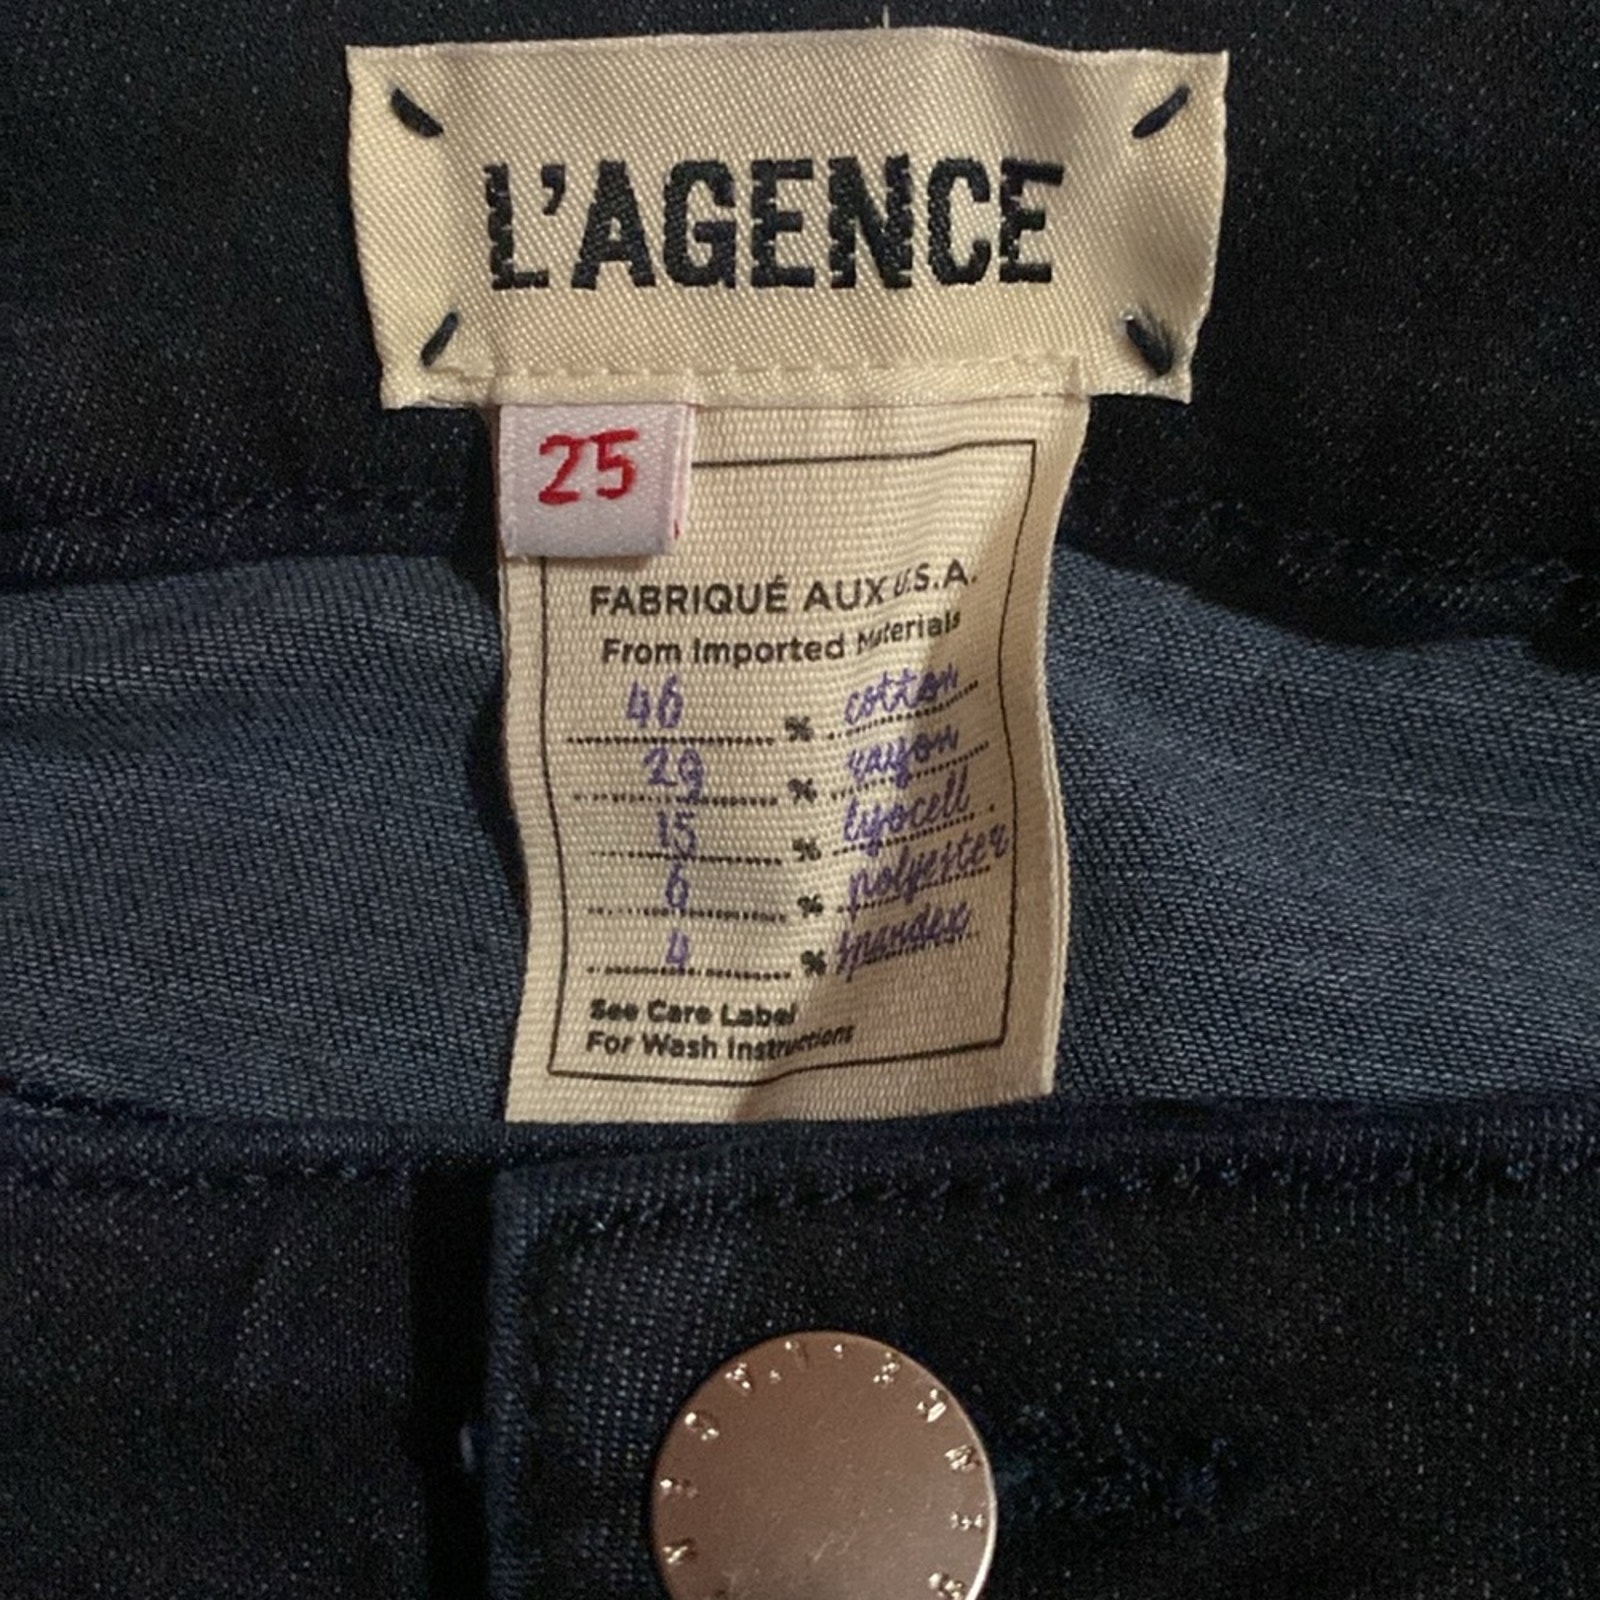 L'AGENCE
25
FABRIQUÉ AUX U.S.A.
From Imported Materials
46 % cotton
29 % rayon
15 % lyocell
6 % polyester
4 % spandex
See Care Label
For Wash Instructions